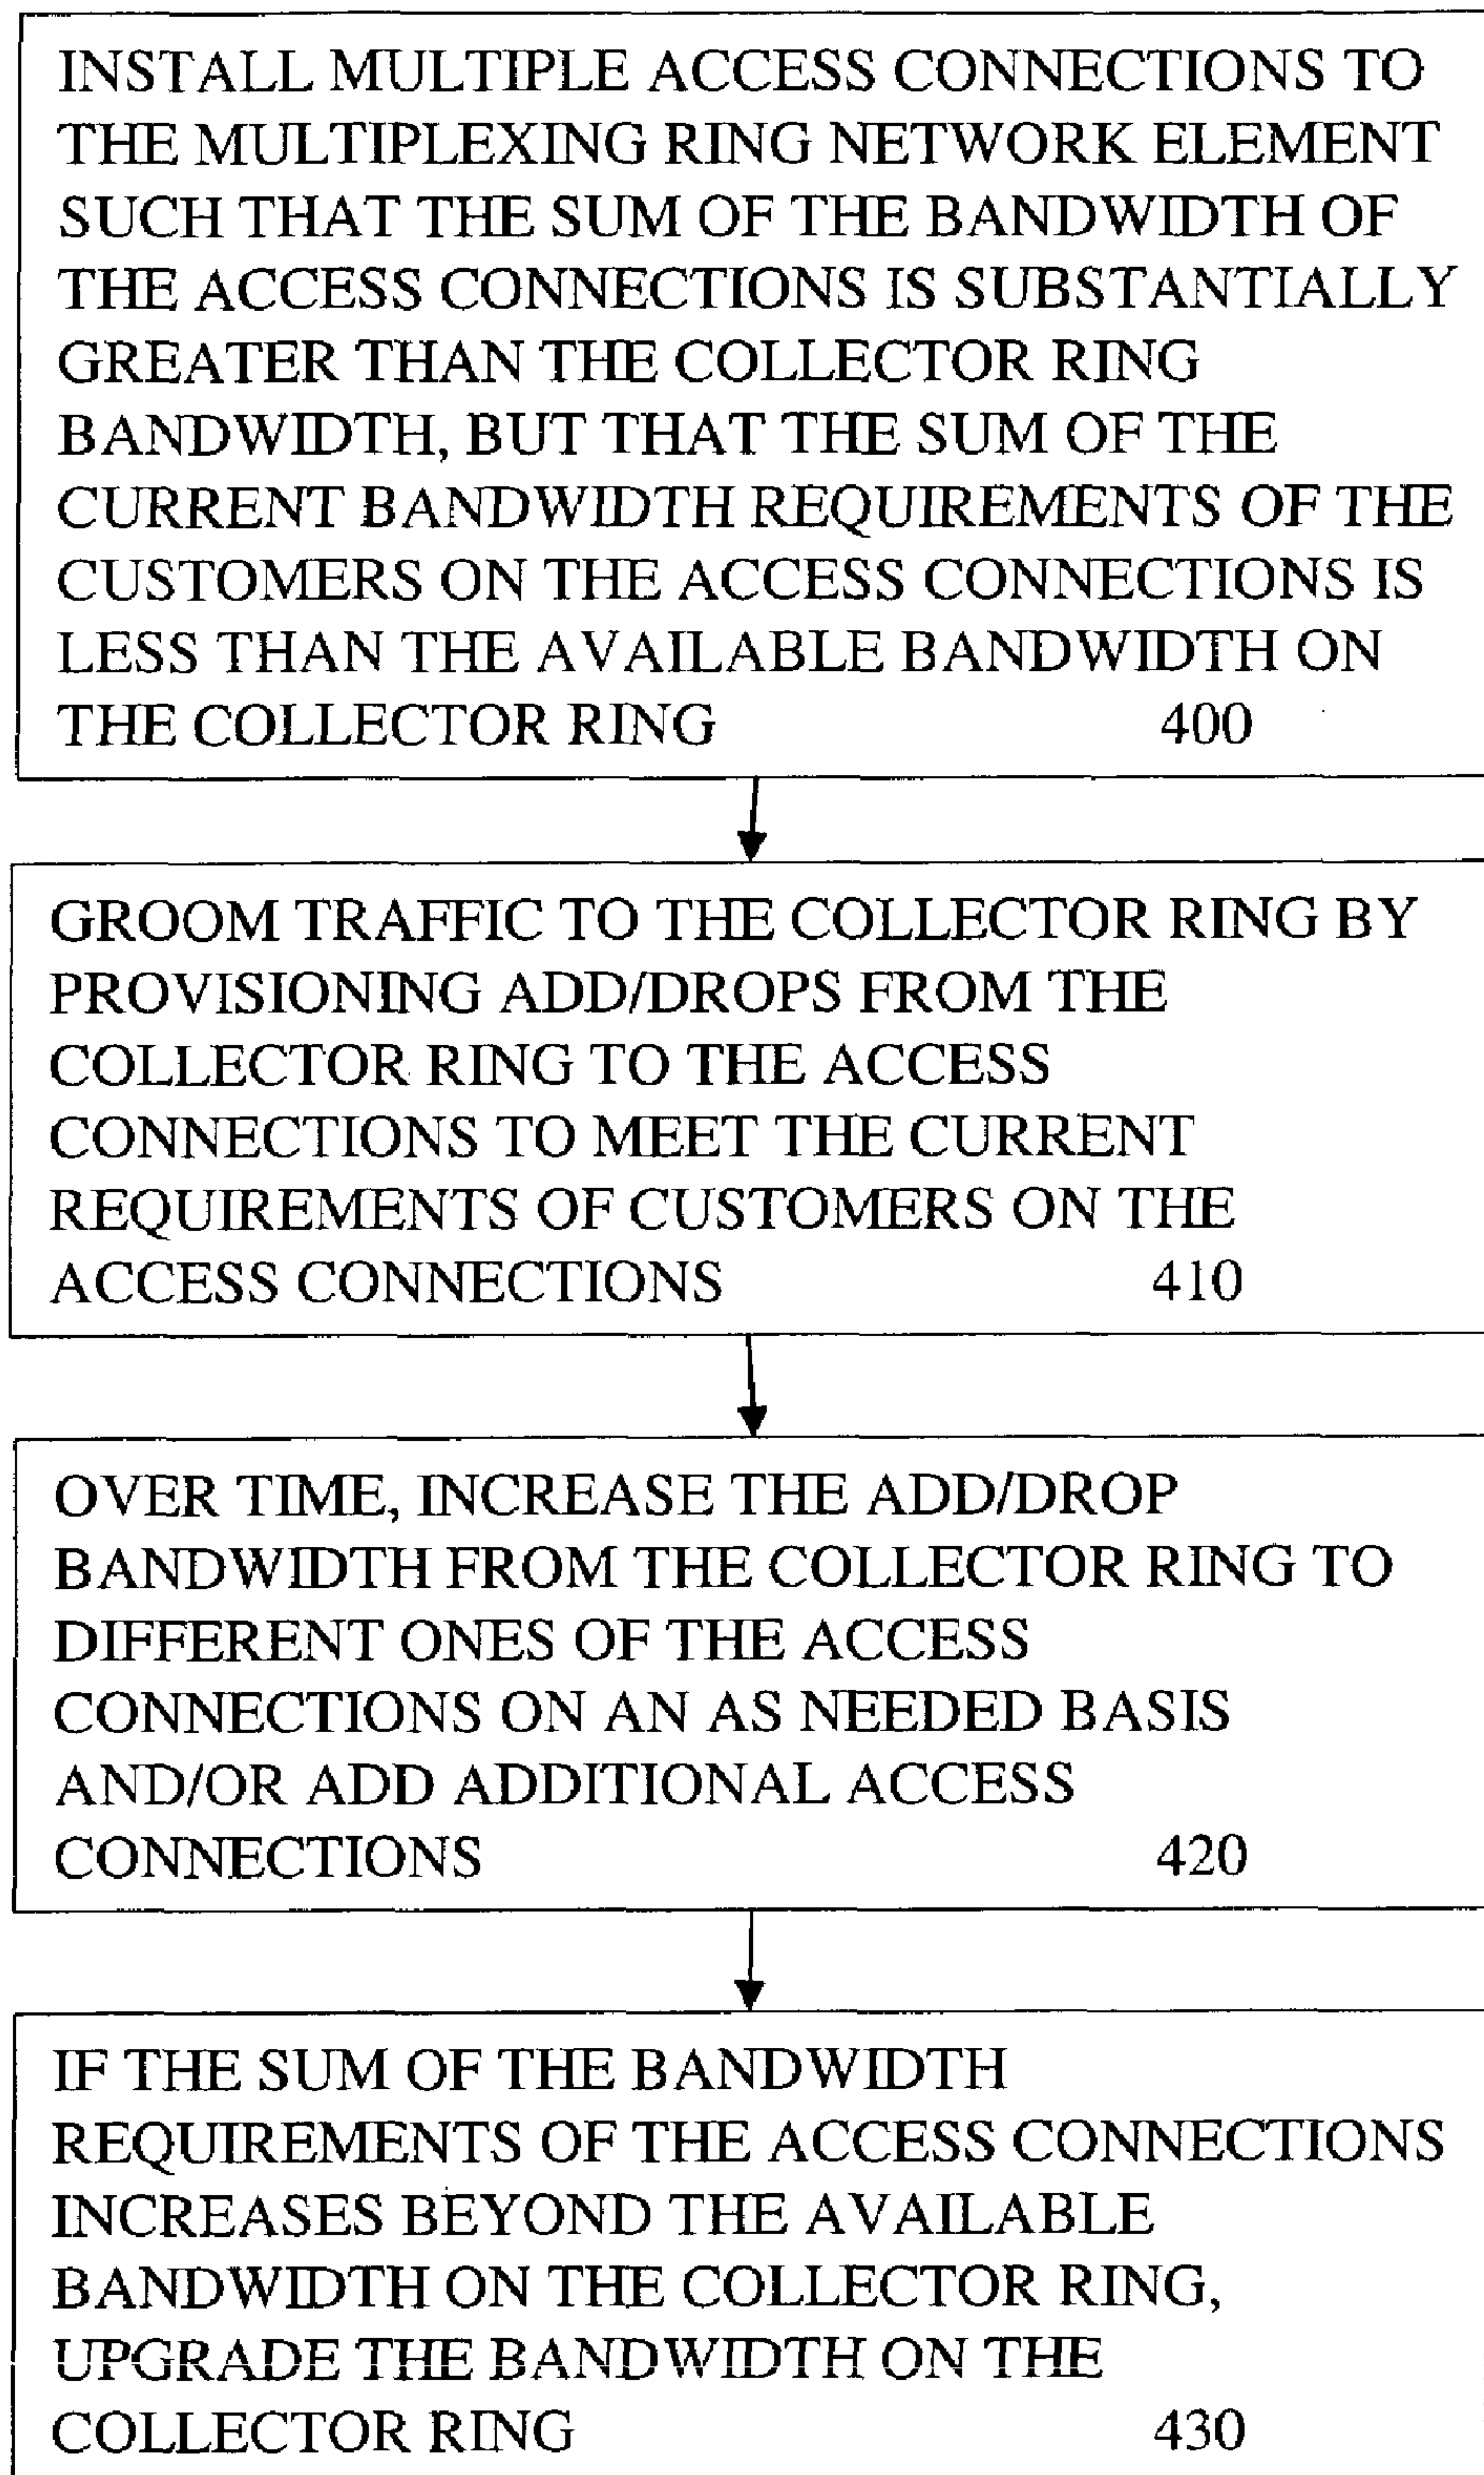 INSTALL MULTIPLE ACCESS CONNECTIONS TO
THE MULTIPLEXING RING NETWORK ELEMENT
SUCH THAT THE SUM OF THE BANDWIDTH OF
THE ACCESS CONNECTIONS IS SUBSTANTIALLY
GREATER THAN THE COLLECTOR RING
BANDWIDTH, BUT THAT THE SUM OF THE
CURRENT BANDWIDTH REQUIREMENTS OF THE
CUSTOMERS ON THE ACCESS CONNECTIONS IS
LESS THAN THE AVAILABLE BANDWIDTH ON
THE COLLECTOR RING 400
GROOM TRAFFIC TO THE COLLECTOR RING BY
PROVISIONING ADD/DROPS FROM THE
COLLECTOR RING TO THE ACCESS
CONNECTIONS TO MEET THE CURRENT
REQUIREMENTS OF CUSTOMERS ON THE
ACCESS CONNECTIONS 410
OVER TIME, INCREASE THE ADD/DROP
BANDWIDTH FROM THE COLLECTOR RING TO
DIFFERENT ONES OF THE ACCESS
CONNECTIONS ON AN AS NEEDED BASIS
AND/OR ADD ADDITIONAL ACCESS
CONNECTIONS 420
IF THE SUM OF THE BANDWIDTH
REQUIREMENTS OF THE ACCESS CONNECTIONS
INCREASES BEYOND THE AVAILABLE
BANDWIDTH ON THE COLLECTOR RING,
UPGRADE THE BANDWIDTH ON THE
COLLECTOR RING 430